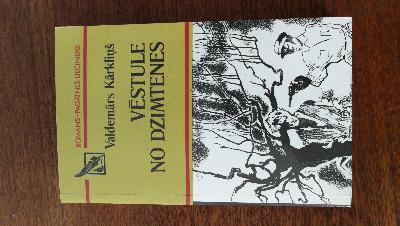 ROMĀNS-PAGĀTNES LIECINIEKS
Valdemārs Kārkliņš
VĒSTULE
NO DZIMTENES